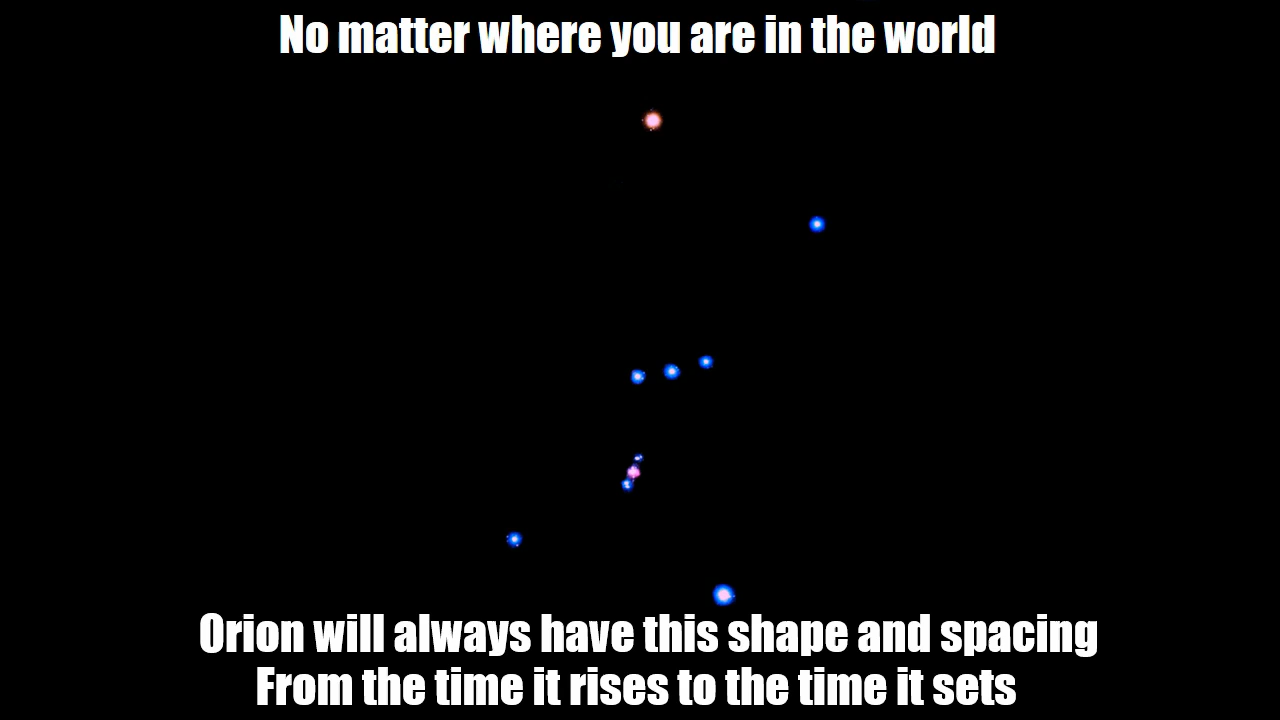 No matter where you are in the world
Orion will always have this shape and spacing
From the time it rises to the time it sets